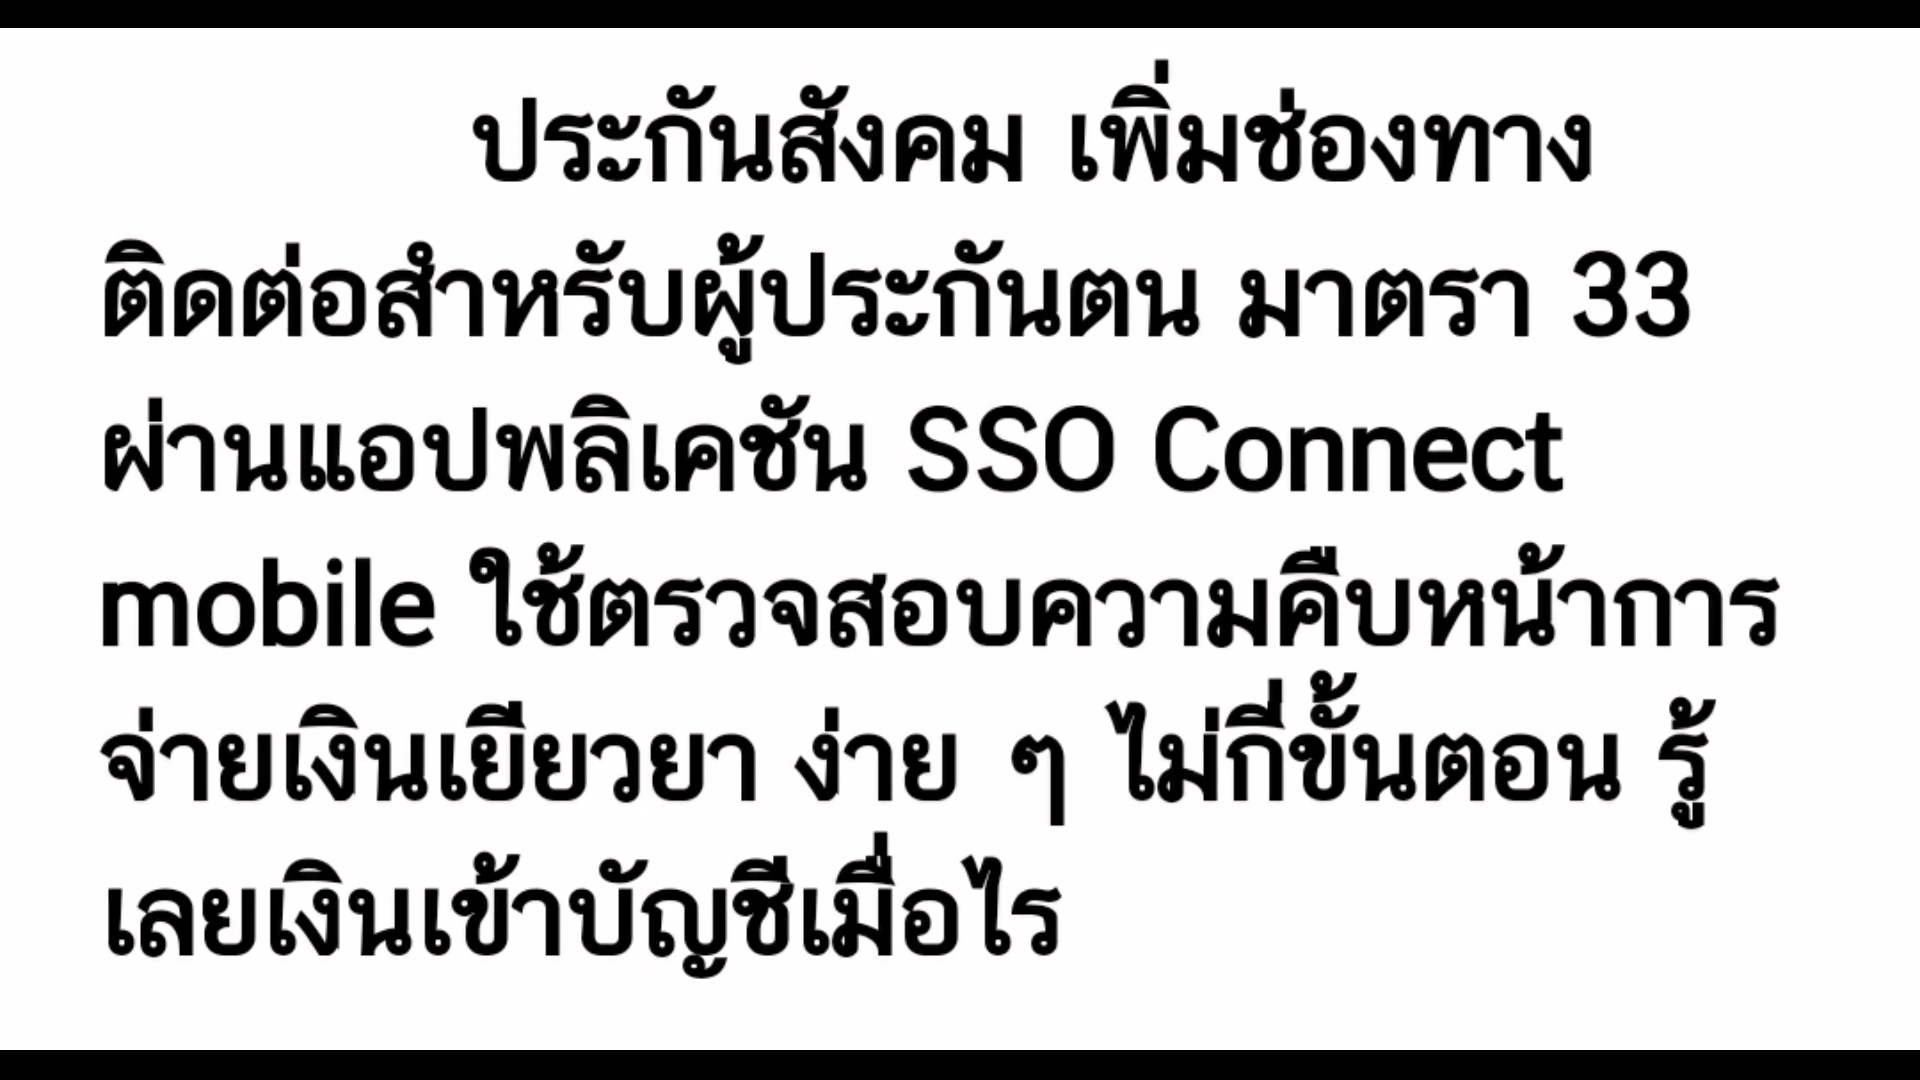 ประกันสังคม เพิ่มช่องทาง
ติดต่อสำหรับผู้ประกันตน มาตรา 33
ผ่านแอปพลิเคชัน SSO Connect
mobile ใช้ตรวจสอบความคืบหน้าการ
จ่ายเงินเยียวยา ง่าย ๆ ไม่กี่ขั้นตอน รู้
เลยเงินเข้าบัญชีเมื่อไร